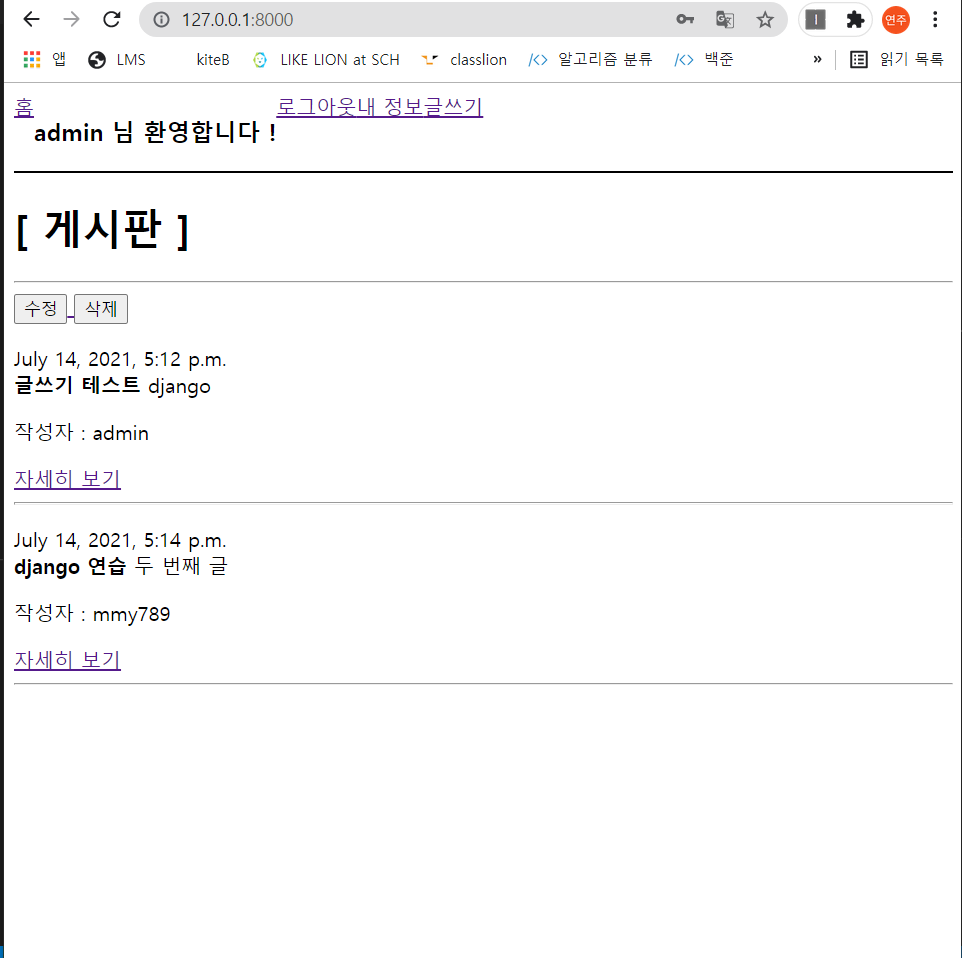 127.0.0.1:8000
연주
앱 LMS kiteB LIKE LION at SCH classlion 알고리즘 분류 백준 » 읽기 목록
홈 로그아웃내 정보글쓰기
admin 님 환영합니다 !
[ 게시판 ]
수정 삭제
July 14, 2021, 5:12 p.m.
글쓰기 테스트 django
작성자 : admin
자세히 보기
July 14, 2021, 5:14 p.m.
django 연습 두 번째 글
작성자 : mmy789
자세히 보기